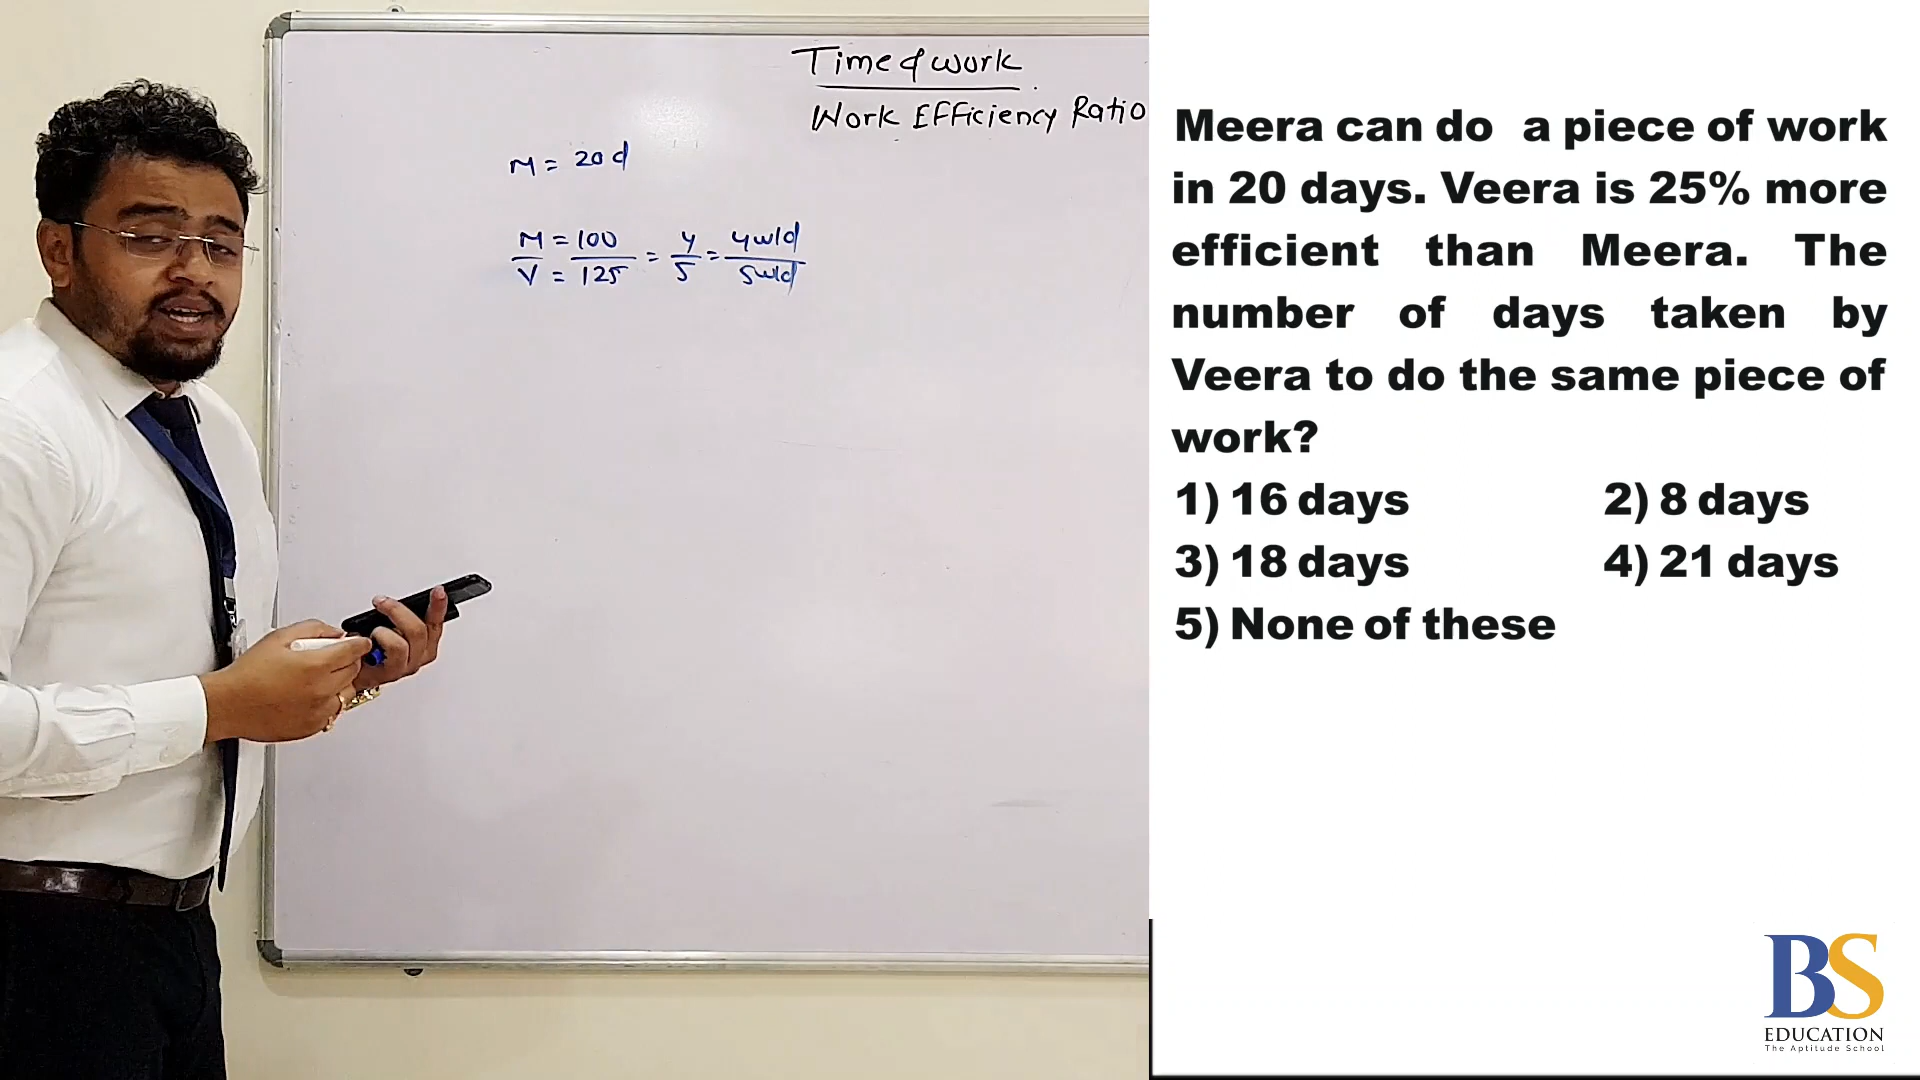 Time & work
Work Efficiency Ratio
M = 20 d
M = 100 = 4 = 4w/d
V = 125 5 5w/d
Meera can do a piece of work
in 20 days. Veera is 25% more
efficient than Meera. The
number of days taken by
Veera to do the same piece of
work?
1) 16 days 2) 8 days
3) 18 days 4) 21 days
5) None of these
BS
EDUCATION
The Aptitude School